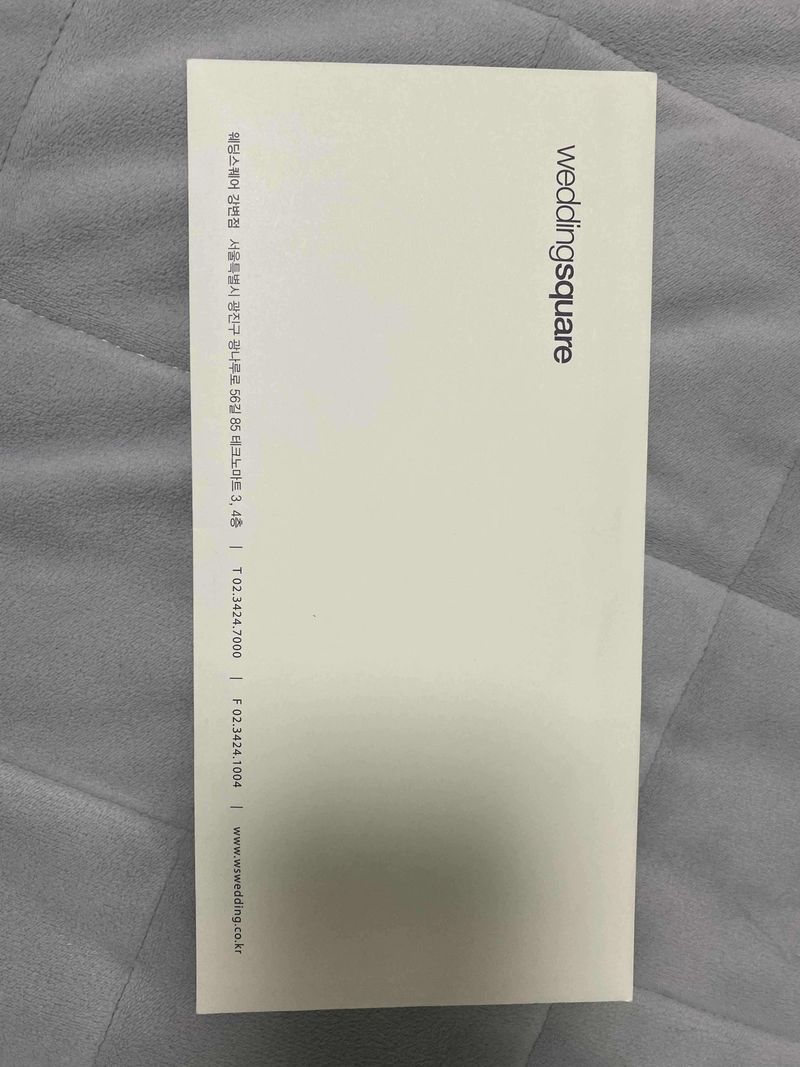 weddingsquare
웨딩스퀘어 강변점 서울특별시 광진구 광나루로 56길 85 테크노마트 3, 4층 | T 02.3424.7000 | F 02.3424.1004 | www.wswedding.co.kr